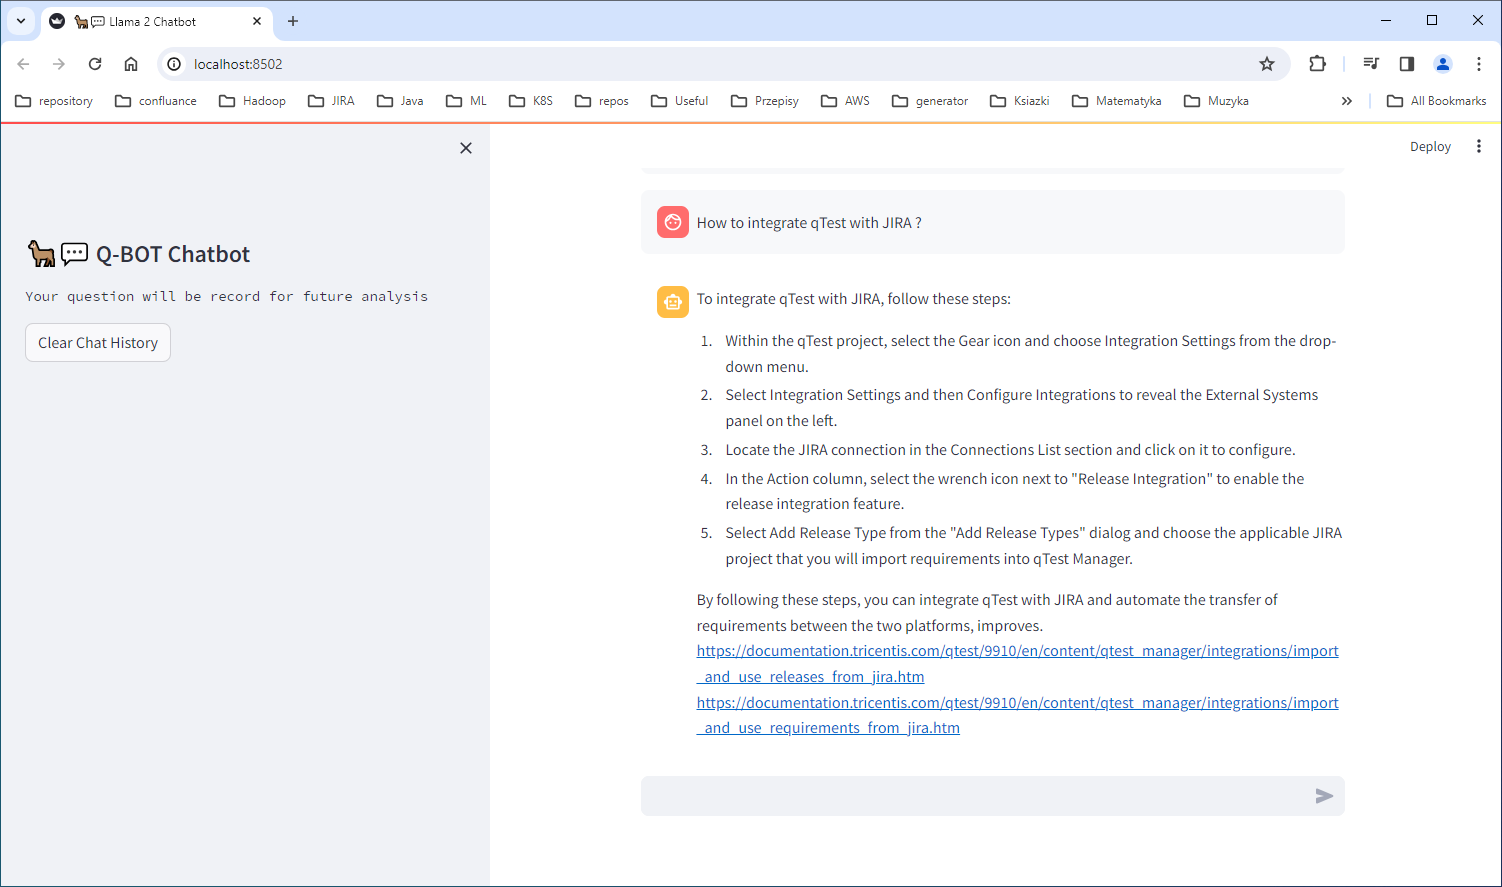 Llama 2 Chatbot
localhost:8502
repository confluance Hadoop JIRA Java ML K8S repos Useful Przepisy AWS generator Ksiazki Matematyka Muzyka All Bookmarks
Deploy
Q-BOT Chatbot
Your question will be record for future analysis
Clear Chat History
How to integrate qTest with JIRA ?
To integrate qTest with JIRA, follow these steps:
1. Within the qTest project, select the Gear icon and choose Integration Settings from the drop-
down menu.
2. Select Integration Settings and then Configure Integrations to reveal the External Systems
panel on the left.
3. Locate the JIRA connection in the Connections List section and click on it to configure.
4. In the Action column, select the wrench icon next to "Release Integration" to enable the
release integration feature.
5. Select Add Release Type from the "Add Release Types" dialog and choose the applicable JIRA
project that you will import requirements into qTest Manager.
By following these steps, you can integrate qTest with JIRA and automate the transfer of
requirements between the two platforms, improves.
https://documentation.tricentis.com/qtest/9910/en/content/qtest_manager/integrations/import
_and_use_releases_from_jira.htm
https://documentation.tricentis.com/qtest/9910/en/content/qtest_manager/integrations/import
_and_use_requirements_from_jira.htm